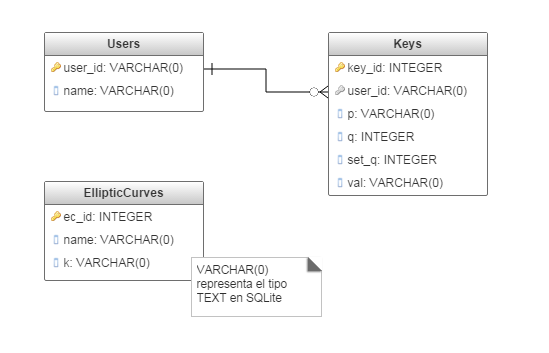 Users
user_id: VARCHAR(0)
name: VARCHAR(0)
Keys
key_id: INTEGER
user_id: VARCHAR(0)
p: VARCHAR(0)
q: INTEGER
set_q: INTEGER
val: VARCHAR(0)
EllipticCurves
ec_id: INTEGER
name: VARCHAR(0)
k: VARCHAR(0)
VARCHAR(0)
representa el tipo
TEXT en SQLite